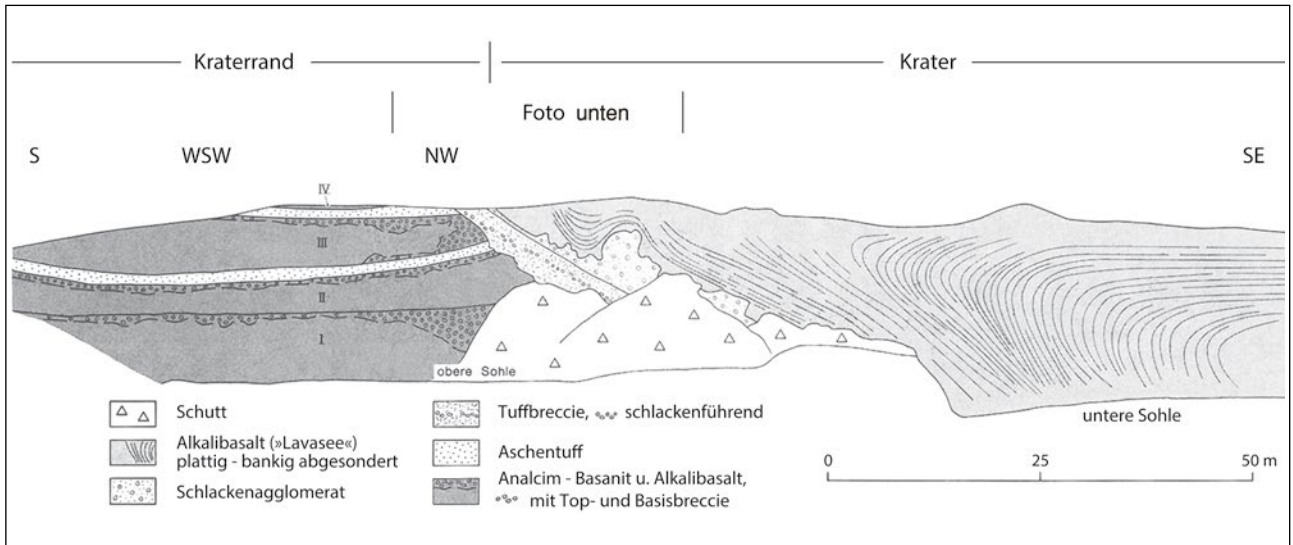 Kraterrand
Krater
Foto unten
S
WSW
NW
SE
IV
III
II
I
obere Sohle
untere Sohle
Schutt
Alkalibasalt (»Lavasee«)
plattig - bankig abgesondert
Schlackenagglomerat
Tuffbreccie, schlackenführend
Aschentuff
Analcim - Basanit u. Alkalibasalt,
mit Top- und Basisbreccie
0
25
50 m